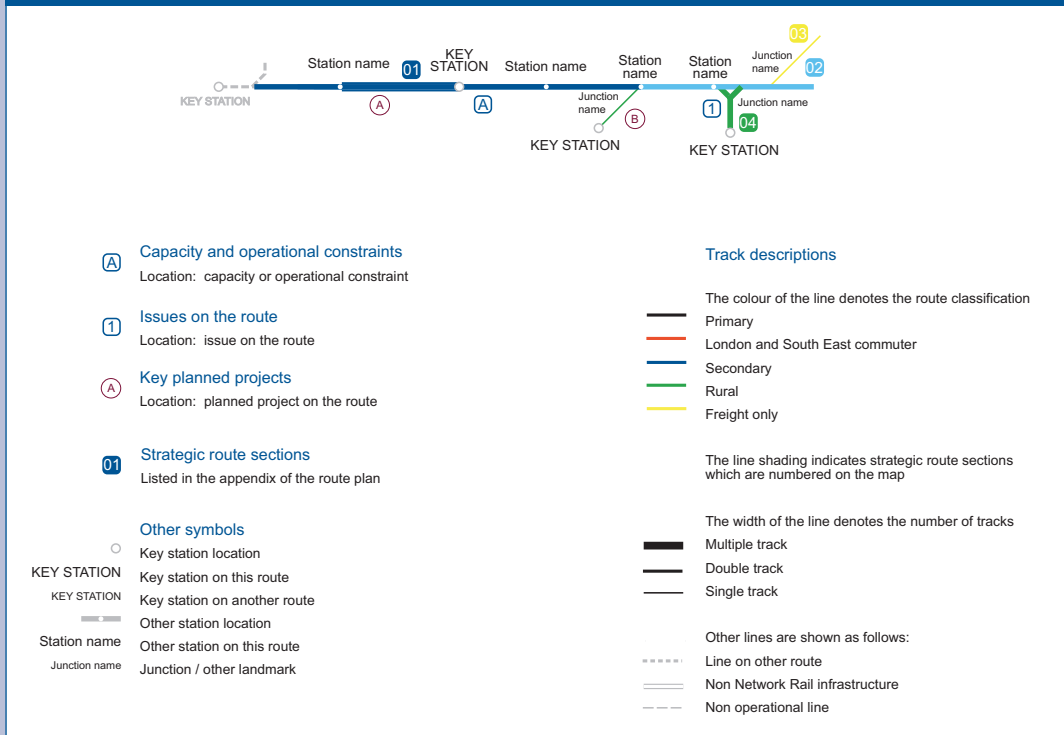 03
KEY
STATION
Station name
01
Station name
Station
name
Station
name
Junction
name
02
KEY STATION
A
A
Junction
name
B
1
Junction name
04
KEY STATION
KEY STATION
A
Capacity and operational constraints
Location: capacity or operational constraint
1
Issues on the route
Location: issue on the route
A
Key planned projects
Location: planned project on the route
01
Strategic route sections
Listed in the appendix of the route plan
Other symbols
Key station location
KEY STATION
Key station on this route
KEY STATION
Key station on another route
Other station location
Station name
Other station on this route
Junction name
Junction / other landmark
Track descriptions
The colour of the line denotes the route classification
Primary
London and South East commuter
Secondary
Rural
Freight only
The line shading indicates strategic route sections
which are numbered on the map
The width of the line denotes the number of tracks
Multiple track
Double track
Single track
Other lines are shown as follows:
Line on other route
Non Network Rail infrastructure
Non operational line